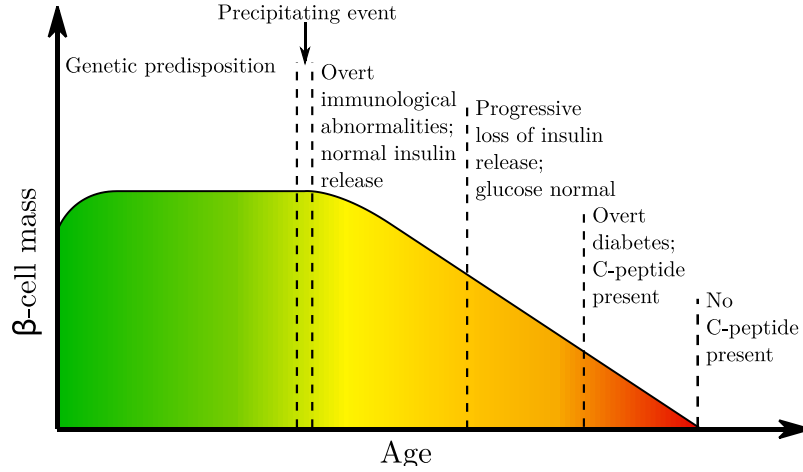 Precipitating event
Genetic predisposition
Overt
immunological
abnormalities;
normal insulin
release
Progressive
loss of insulin
release;
glucose normal
Overt
diabetes;
C-peptide
present
No
C-peptide
present
β-cell mass
Age